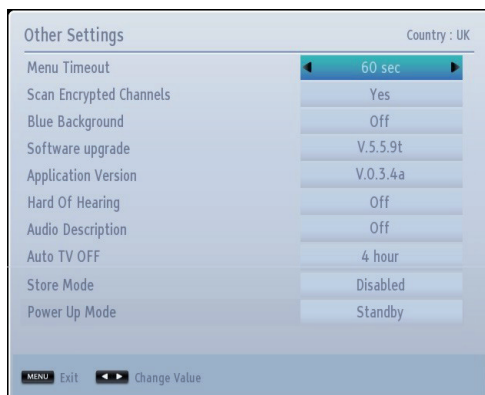 Other Settings Country : UK
Menu Timeout 60 sec
Scan Encrypted Channels Yes
Blue Background Off
Software upgrade V.5.5.9t
Application Version V.0.3.4a
Hard Of Hearing Off
Audio Description Off
Auto TV OFF 4 hour
Store Mode Disabled
Power Up Mode Standby
MENU Exit Change Value